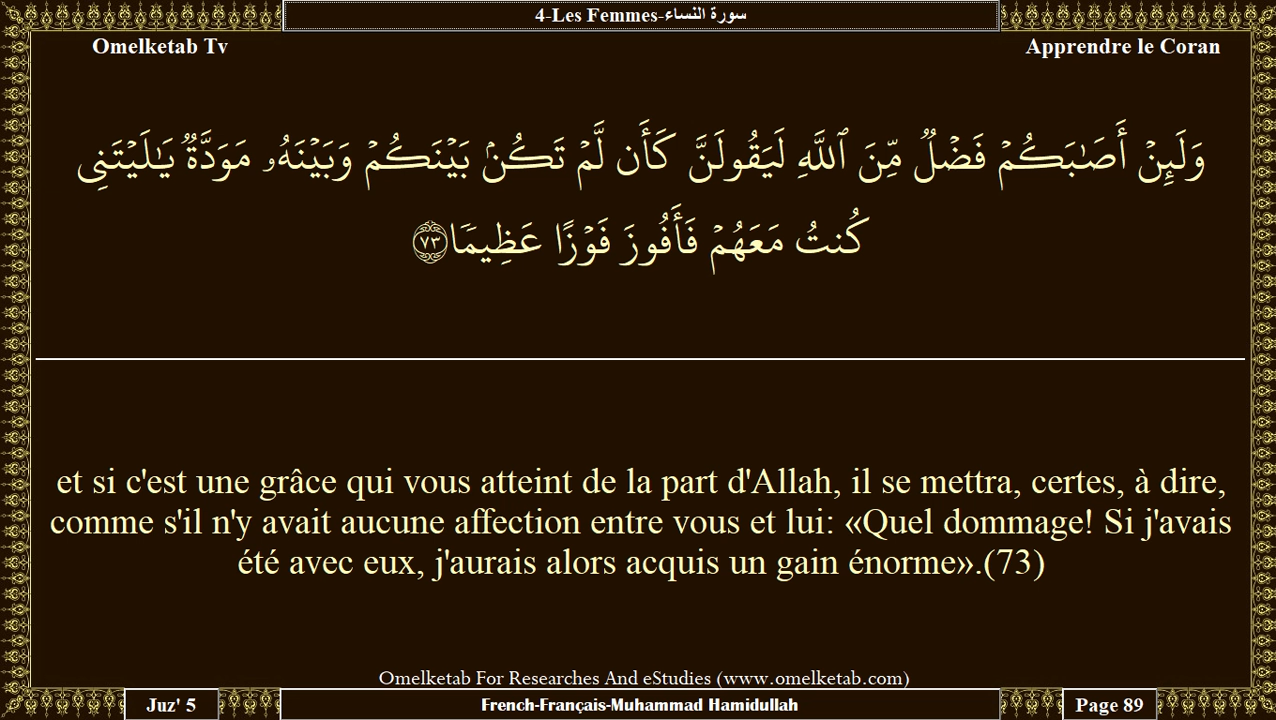 4-Les Femmes-سورة النساء
Omelketab Tv
Apprendre le Coran
وَلَئِنۡ أَصَٰبَكُمۡ فَضۡلٞ مِّنَ ٱللَّهِ لَيَقُولَنَّ كَأَن لَّمۡ تَكُنۢ بَيۡنَكُمۡ وَبَيۡنَهُۥ مَوَدَّةٞ يَٰلَيۡتَنِي
كُنتُ مَعَهُمۡ فَأَفُوزَ فَوۡزًا عَظِيمٗا ٧٣
et si c'est une grâce qui vous atteint de la part d'Allah, il se mettra, certes, à dire,
comme s'il n'y avait aucune affection entre vous et lui: «Quel dommage! Si j'avais
été avec eux, j'aurais alors acquis un gain énorme».(73)
Omelketab For Researches And eStudies (www.omelketab.com)
Juz' 5
French-Français-Muhammad Hamidullah
Page 89